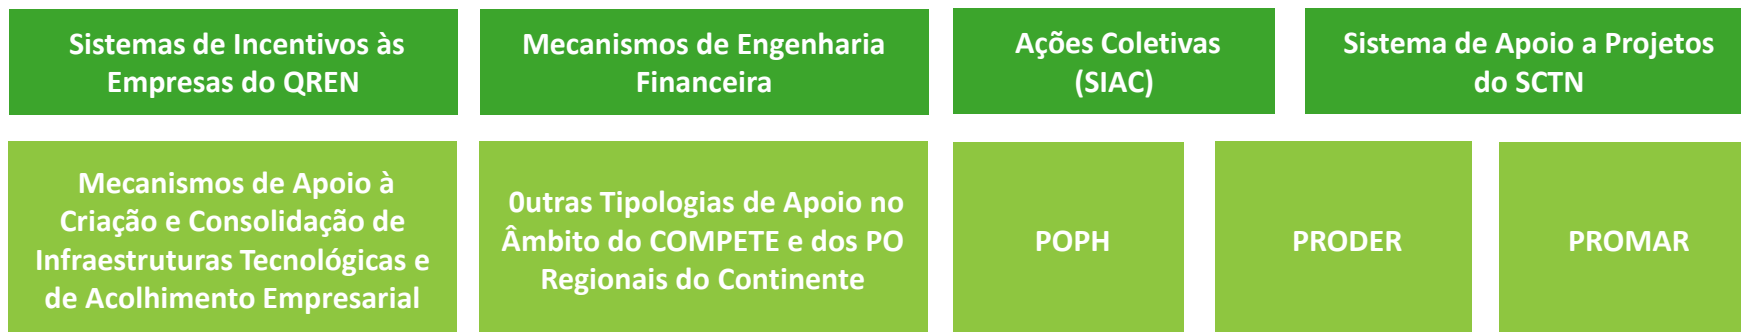 Sistemas de Incentivos às
Empresas do QREN
Mecanismos de Engenharia
Financeira
Ações Coletivas
(SIAC)
Sistema de Apoio a Projetos
do SCTN
Mecanismos de Apoio à
Criação e Consolidação de
Infraestruturas Tecnológicas e
de Acolhimento Empresarial
0utras Tipologias de Apoio no
Âmbito do COMPETE e dos PO
Regionais do Continente
POPH
PRODER
PROMAR